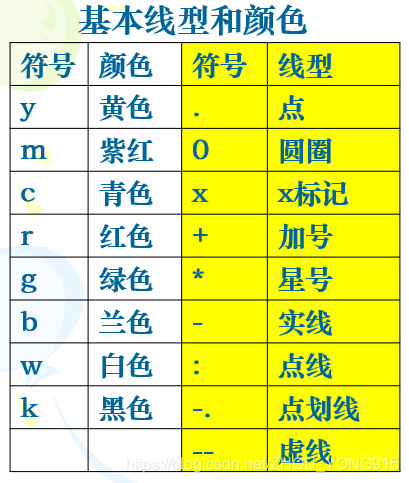 基本线型和颜色
符号 颜色 符号 线型
y 黄色 . 点
m 紫红 0 圆圈
c 青色 x x标记
r 红色 + 加号
g 绿色 * 星号
b 兰色 - 实线
w 白色 : 点线
k 黑色 -. 点划线
-- 虚线
https://blog.csdn.net/ZHOU_YONG915